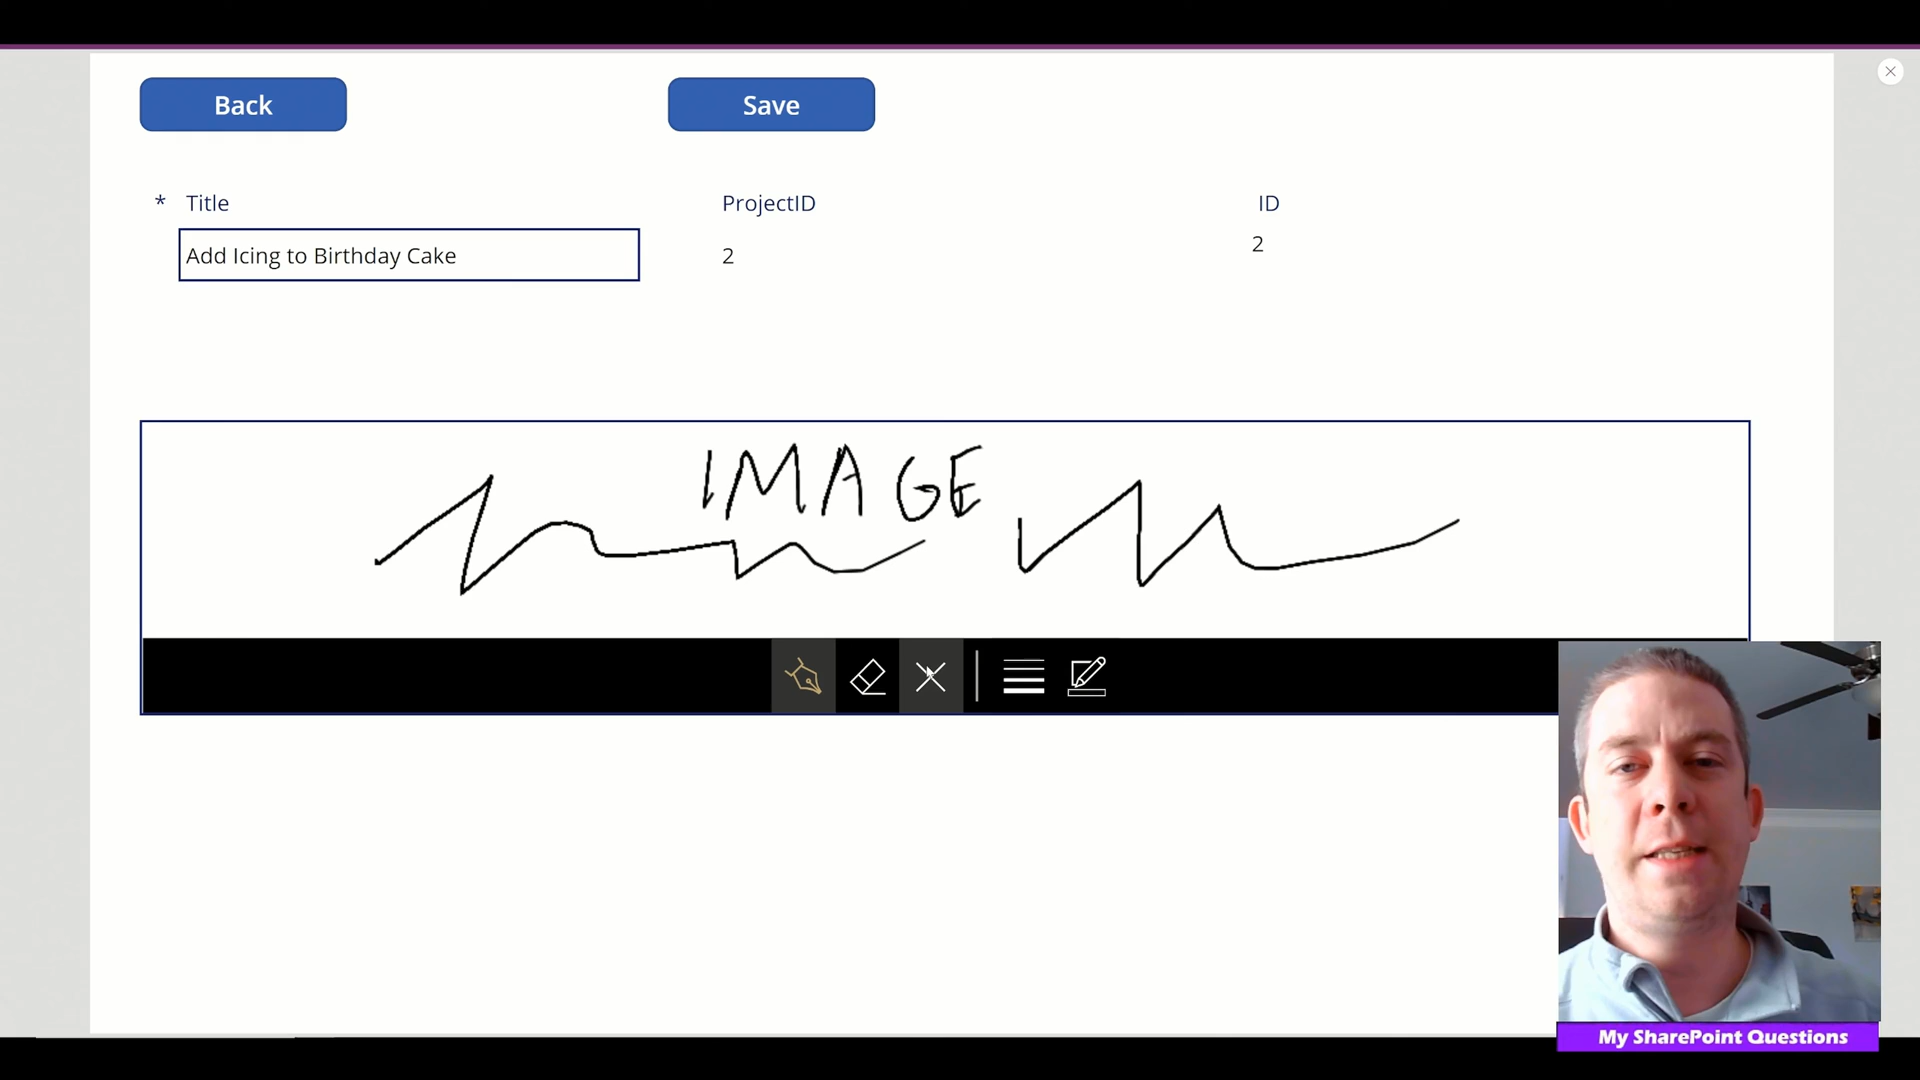 Back
Save
* Title
ProjectID
ID
Add Icing to Birthday Cake
2
2
IMAGE
My SharePoint Questions